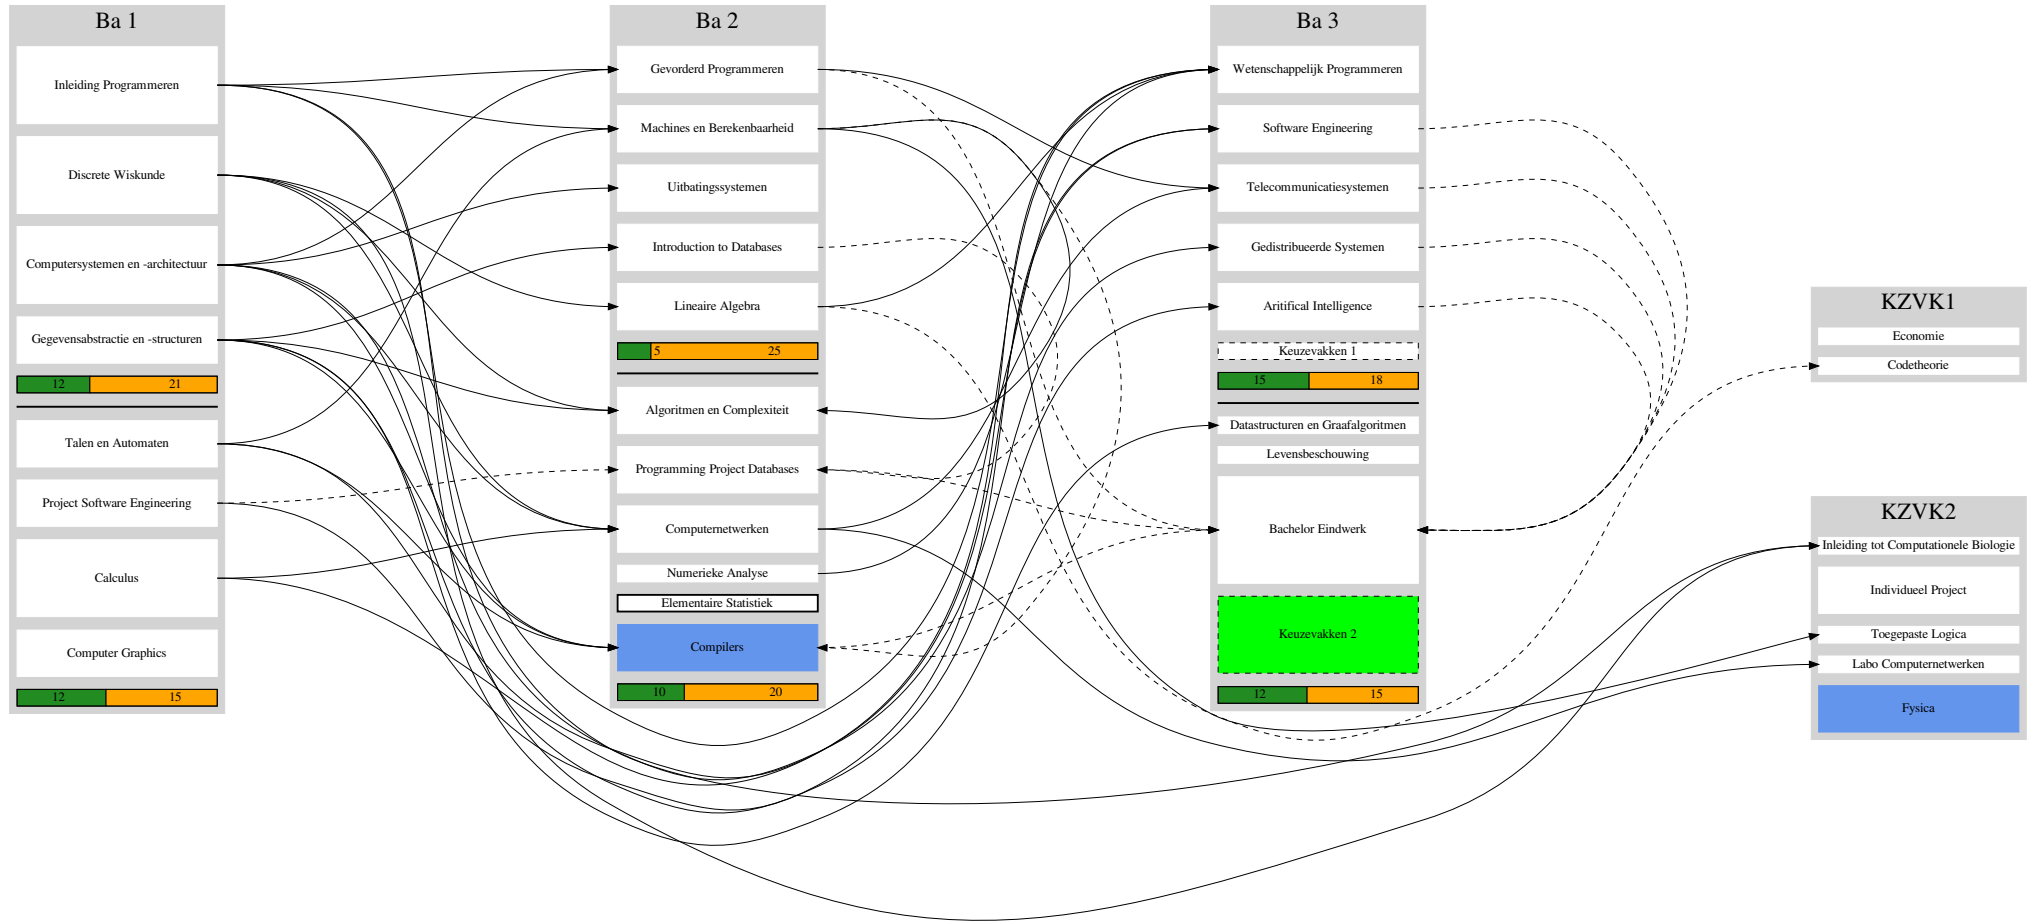 Ba 1
Inleiding Programmeren
Discrete Wiskunde
Computersystemen en -architectuur
Gegevensabstractie en -structuren
12 21
Talen en Automaten
Project Software Engineering
Calculus
Computer Graphics
12 15
Ba 2
Gevorderd Programmeren
Machines en Berekenbaarheid
Uitbatingssystemen
Introduction to Databases
Lineaire Algebra
5 25
Algoritmen en Complexiteit
Programming Project Databases
Computernetwerken
Numerieke Analyse
Elementaire Statistiek
Compilers
10 20
Ba 3
Wetenschappelijk Programmeren
Software Engineering
Telecommunicatiesystemen
Gedistribueerde Systemen
Aritifical Intelligence
Keuzevakken 1
15 18
Datastructuren en Graafalgoritmen
Levensbeschouwing
Bachelor Eindwerk
Keuzevakken 2
12 15
KZVK1
Economie
Codetheorie
KZVK2
Inleiding tot Computationele Biologie
Individueel Project
Toegepaste Logica
Labo Computernetwerken
Fysica